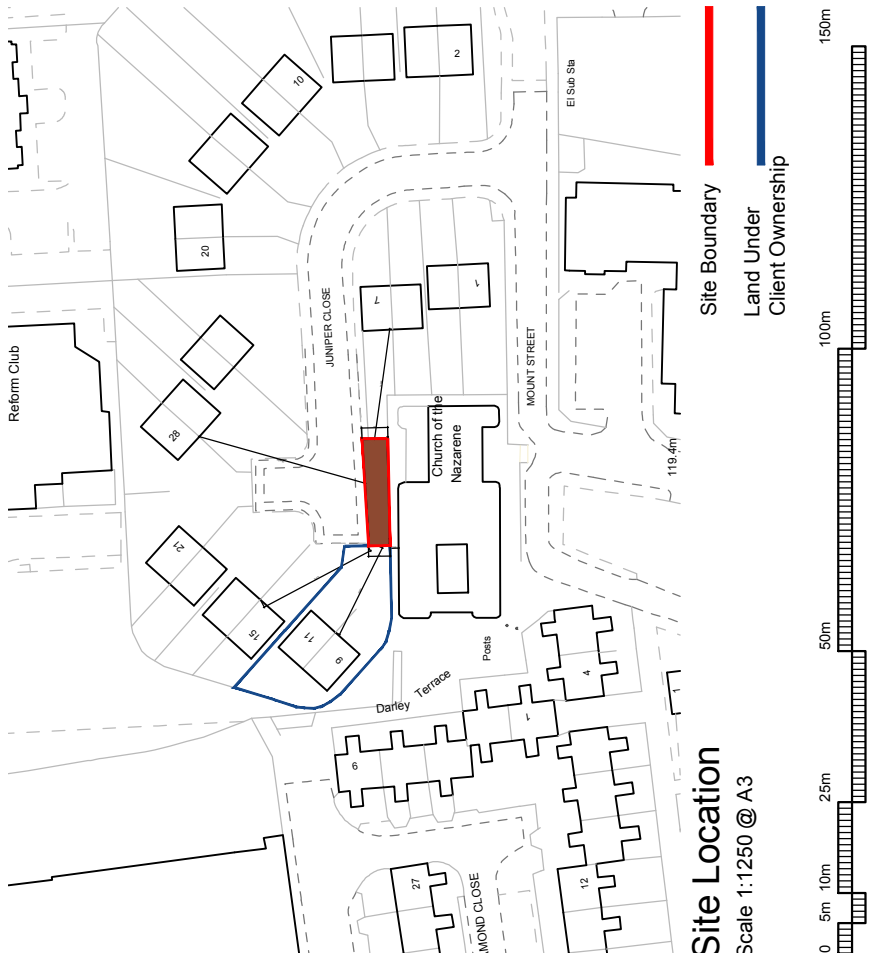 Reform Club
10
2
El Sub Sta
20
JUNIPER CLOSE
7
1
MOUNT STREET
28
Church of the
Nazarene
119.4m
21
15
11
9
Posts
Darley Terrace
4
1
1
6
27
12
MOND CLOSE
Site Location
Scale 1:1250 @ A3
Site Boundary
Land Under
Client Ownership
0
5m
10m
25m
50m
100m
150m